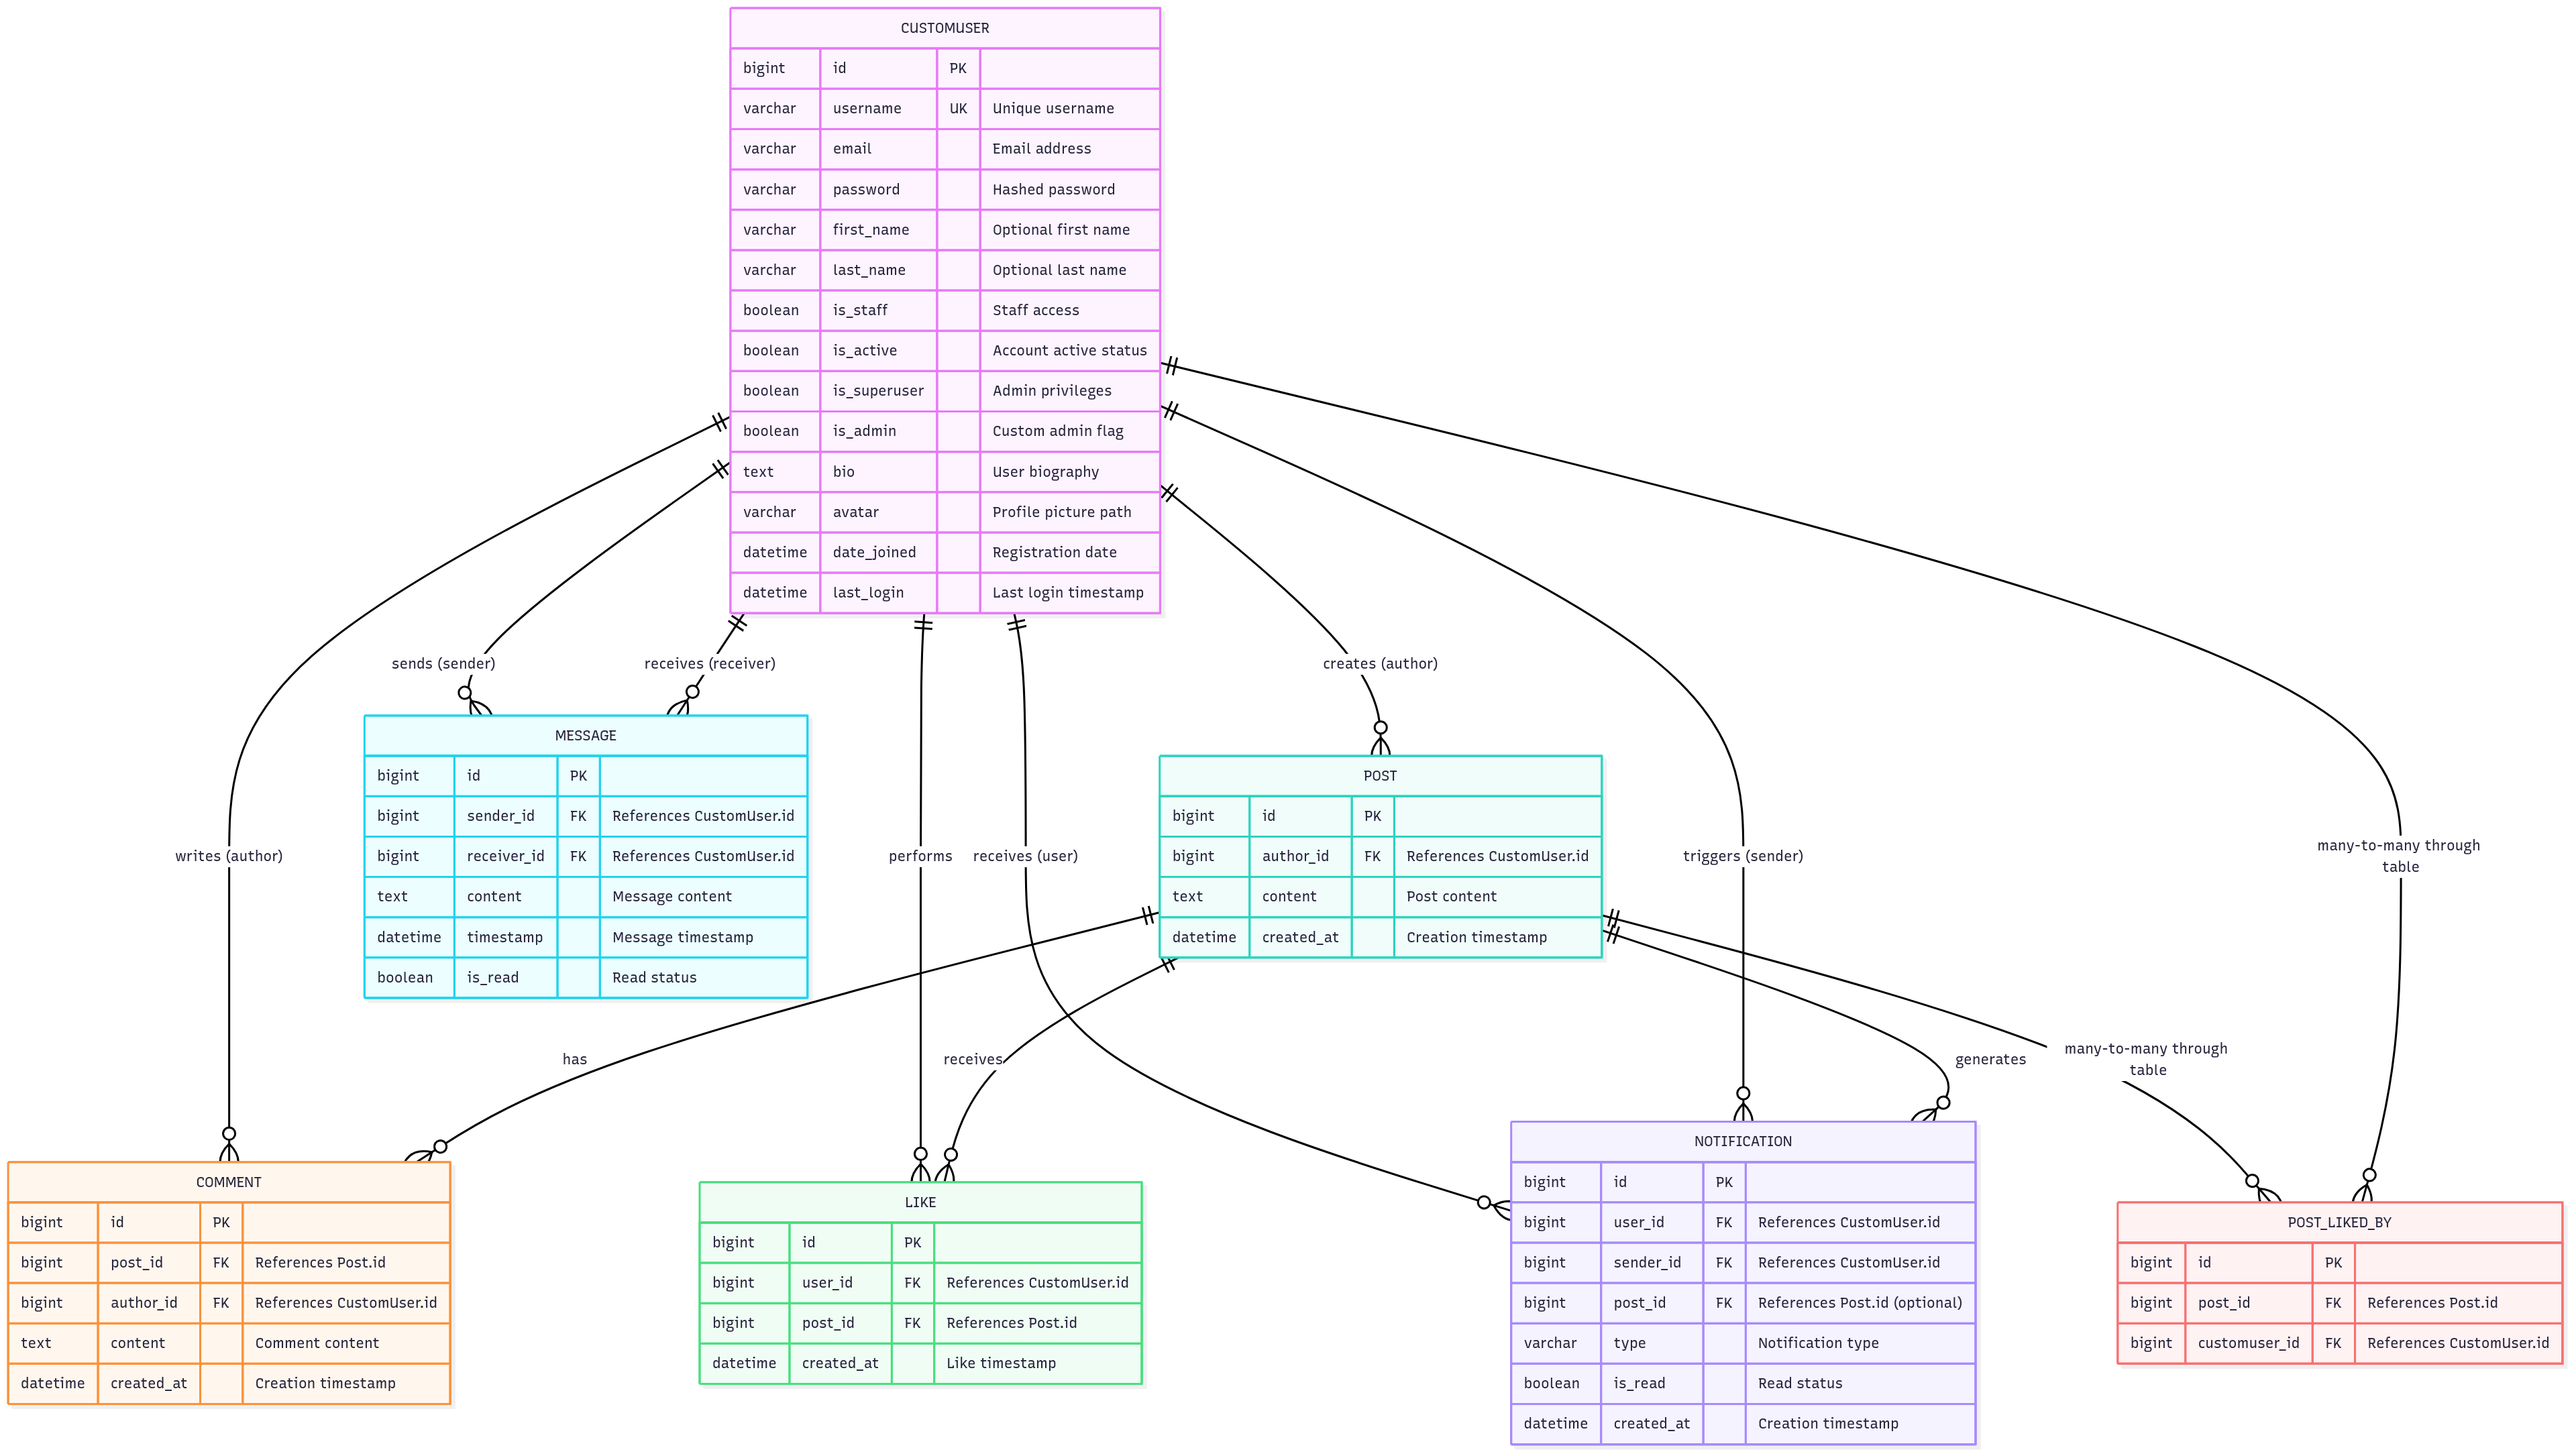 CUSTOMUSER
bigint id PK
varchar username UK Unique username
varchar email Email address
varchar password Hashed password
varchar first_name Optional first name
varchar last_name Optional last name
boolean is_staff Staff access
boolean is_active Account active status
boolean is_superuser Admin privileges
boolean is_admin Custom admin flag
text bio User biography
varchar avatar Profile picture path
datetime date_joined Registration date
datetime last_login Last login timestamp
sends (sender)
receives (receiver)
creates (author)
MESSAGE
bigint id PK
bigint sender_id FK References CustomUser.id
bigint receiver_id FK References CustomUser.id
text content Message content
datetime timestamp Message timestamp
boolean is_read Read status
POST
bigint id PK
bigint author_id FK References CustomUser.id
text content Post content
datetime created_at Creation timestamp
writes (author)
performs
receives (user)
triggers (sender)
many-to-many through
table
has
receives
generates
many-to-many through
table
COMMENT
bigint id PK
bigint post_id FK References Post.id
bigint author_id FK References CustomUser.id
text content Comment content
datetime created_at Creation timestamp
LIKE
bigint id PK
bigint user_id FK References CustomUser.id
bigint post_id FK References Post.id
datetime created_at Like timestamp
NOTIFICATION
bigint id PK
bigint user_id FK References CustomUser.id
bigint sender_id FK References CustomUser.id
bigint post_id FK References Post.id (optional)
varchar type Notification type
boolean is_read Read status
datetime created_at Creation timestamp
POST_LIKED_BY
bigint id PK
bigint post_id FK References Post.id
bigint customuser_id FK References CustomUser.id